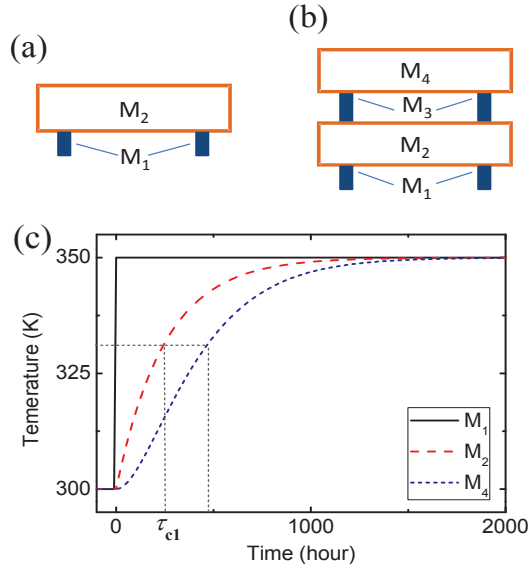 (a)
M₂
M₁
(b)
M₄
M₃
M₂
M₁
(c)
350
325
300
Temerature (K)
M₁
M₂
M₄
0
1000
2000
τc1
Time (hour)